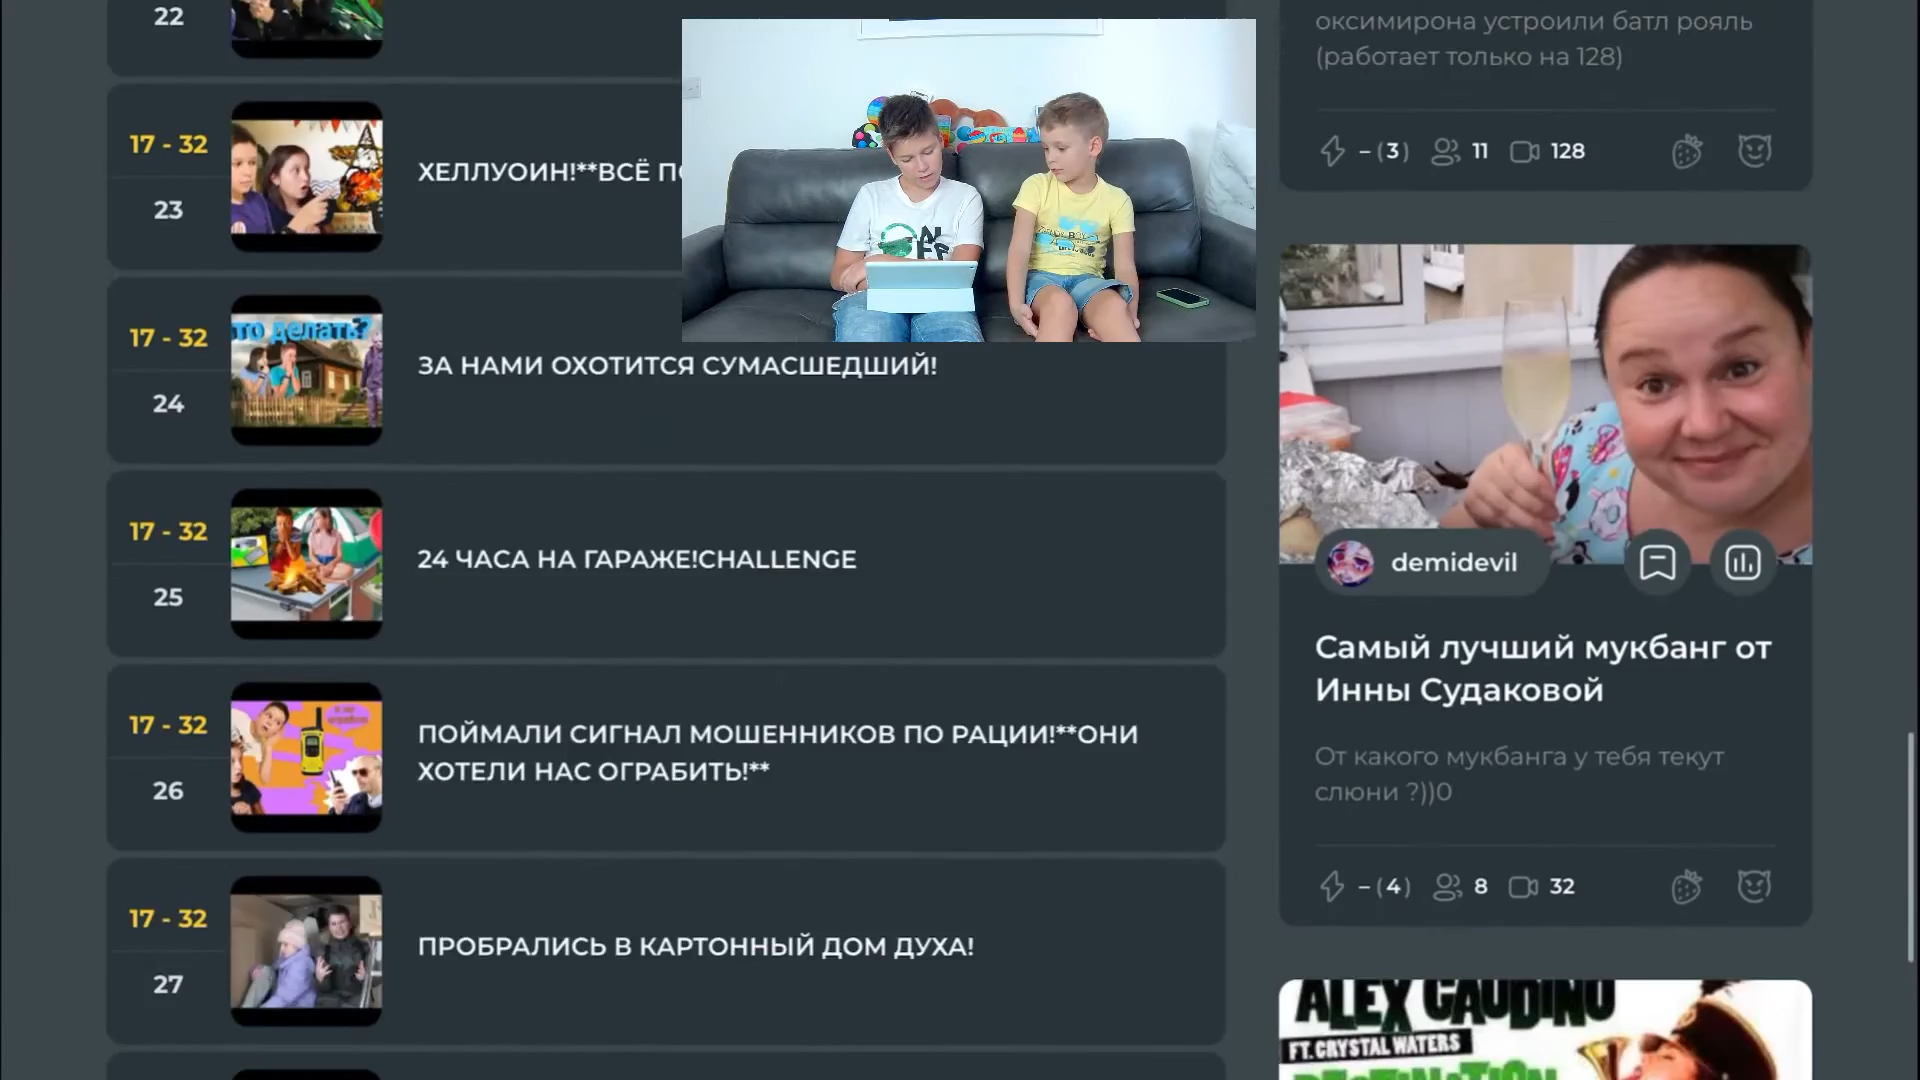 22
17 - 32
23
ХЕЛЛУОИН!**ВСЁ
17 - 32
24
ЗА НАМИ ОХОТИТСЯ СУМАСШЕДШИЙ!
17 - 32
25
24 ЧАСА НА ГАРАЖЕ!CHALLENGE
17 - 32
26
ПОЙМАЛИ СИГНАЛ МОШЕННИКОВ ПО РАЦИИ!**ОНИ
ХОТЕЛИ НАС ОГРАБИТЬ!**
17 - 32
27
ПРОБРАЛИСЬ В КАРТОННЫЙ ДОМ ДУХА!
делать?
оксимирона устроили батл рояль
(работает только на 128)
– (3) 11 128
demidevil
Самый лучший мукбанг от
Инны Судаковой
От какого мукбанга у тебя текут
слюни ?))0
– (4) 8 32
ALEX GAUDINO
FT. CRYSTAL WATERS
DESTINATION